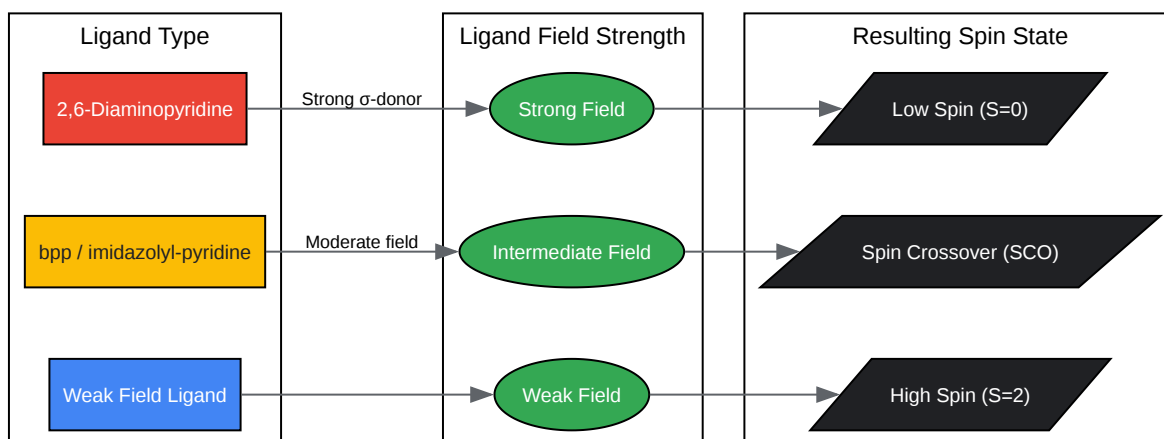 Ligand Type
Ligand Field Strength
Resulting Spin State
2,6-Diaminopyridine
Strong σ-donor
Strong Field
Low Spin (S=0)
bpp / imidazolyl-pyridine
Moderate field
Intermediate Field
Spin Crossover (SCO)
Weak Field Ligand
Weak Field
High Spin (S=2)